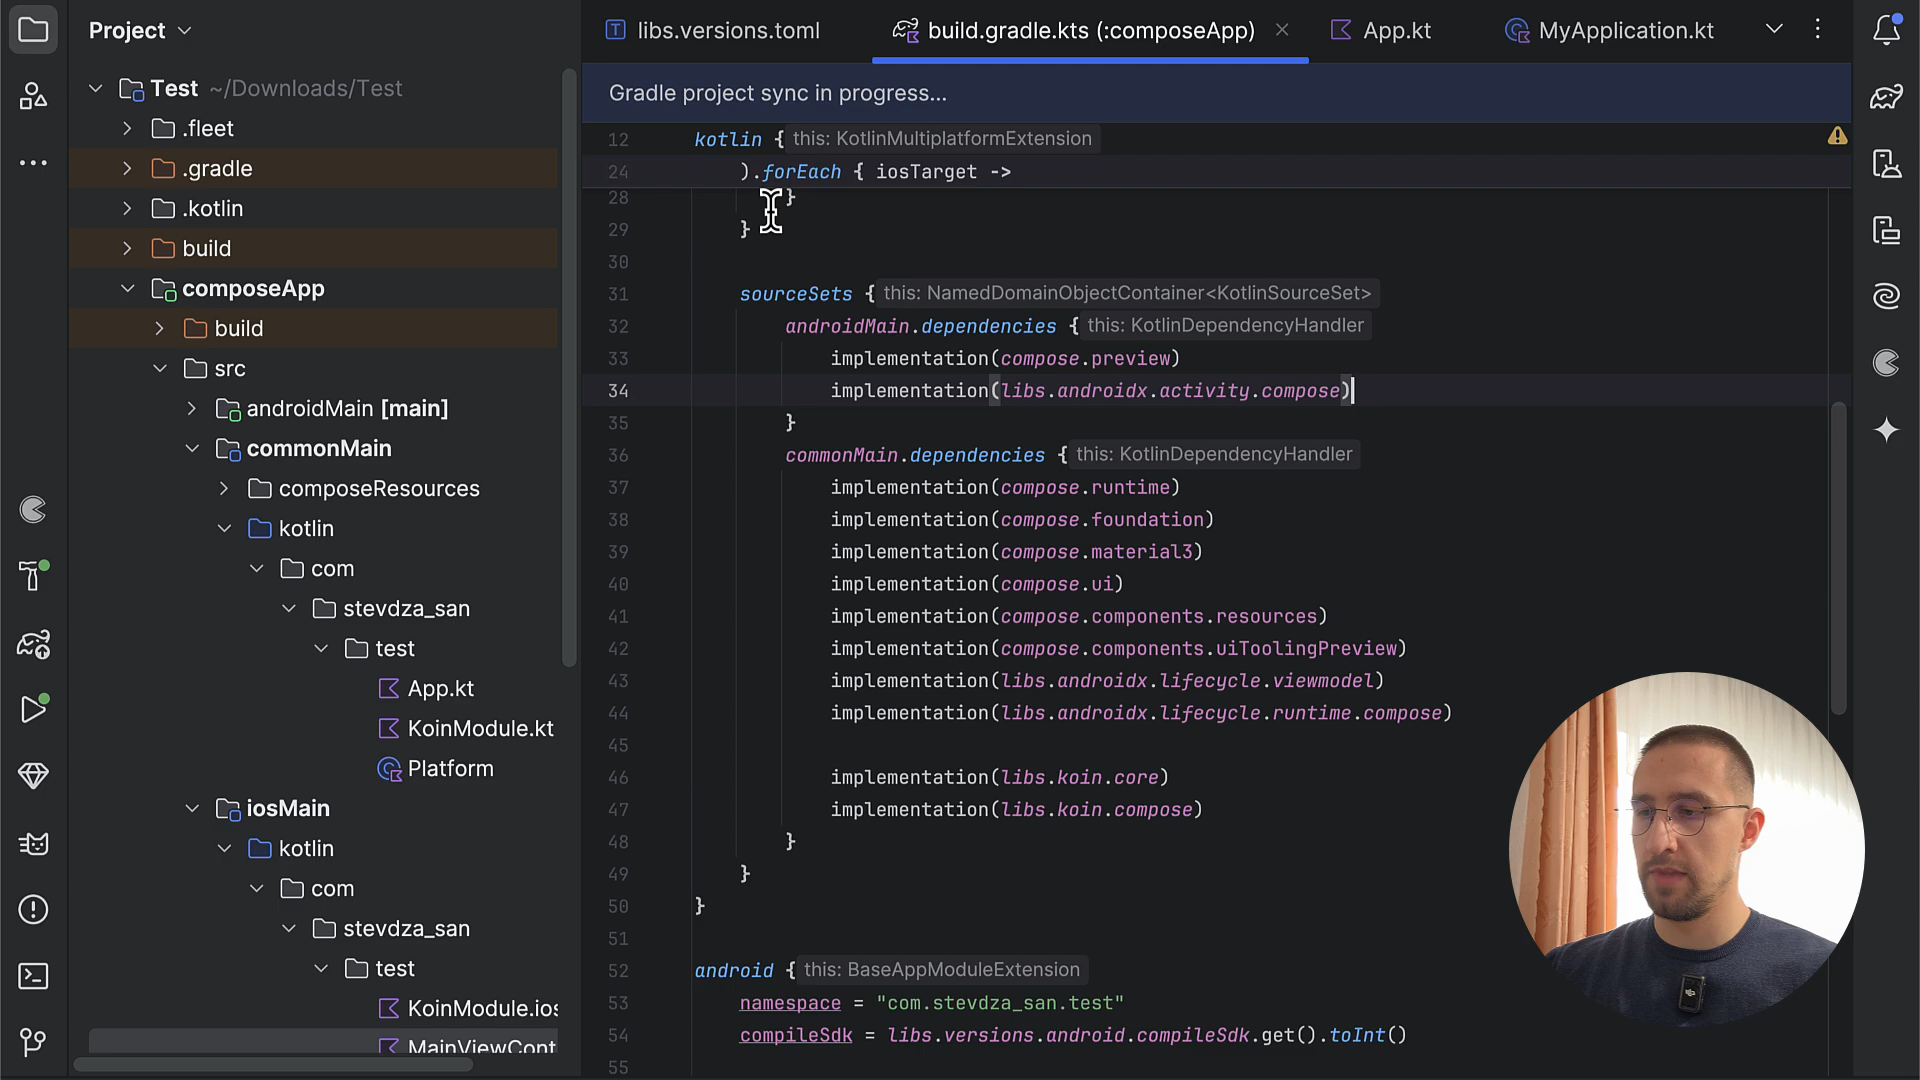 Project
libs.versions.toml
build.gradle.kts (:composeApp)
App.kt
MyApplication.kt
Gradle project sync in progress...
Test ~/Downloads/Test
.fleet
.gradle
.kotlin
build
composeApp
build
src
androidMain [main]
commonMain
composeResources
kotlin
com
stevdza_san
test
App.kt
KoinModule.kt
Platform
iosMain
kotlin
com
stevdza_san
test
KoinModule.ios
MainViewCont
12 kotlin { this: KotlinMultiplatformExtension
24 ).forEach { iosTarget ->
28 }
29 }
30
31 sourceSets { this: NamedDomainObjectContainer<KotlinSourceSet>
32 androidMain.dependencies { this: KotlinDependencyHandler
33 implementation(compose.preview)
34 implementation(libs.androidx.activity.compose)
35 }
36 commonMain.dependencies { this: KotlinDependencyHandler
37 implementation(compose.runtime)
38 implementation(compose.foundation)
39 implementation(compose.material3)
40 implementation(compose.ui)
41 implementation(compose.components.resources)
42 implementation(compose.components.uiToolingPreview)
43 implementation(libs.androidx.lifecycle.viewmodel)
44 implementation(libs.androidx.lifecycle.runtime.compose)
45
46 implementation(libs.koin.core)
47 implementation(libs.koin.compose)
48 }
49 }
50 }
51
52 android { this: BaseAppModuleExtension
53 namespace = "com.stevdza_san.test"
54 compileSdk = libs.versions.android.compileSdk.get().toInt()
55